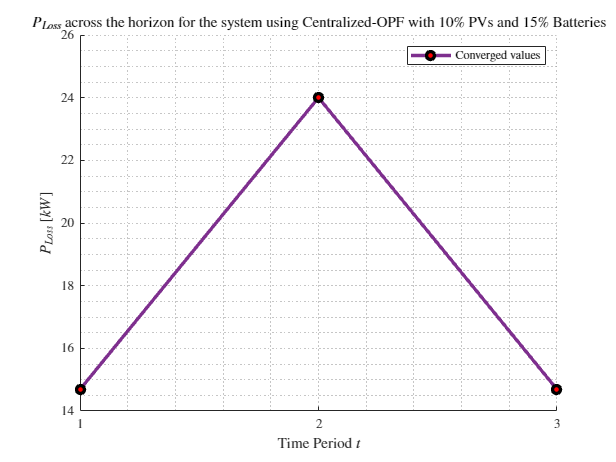 P_Loss across the horizon for the system using Centralized-OPF with 10% PVs and 15% Batteries
Converged values
26
24
22
20
18
16
14
P_Loss [kW]
1
2
3
Time Period t